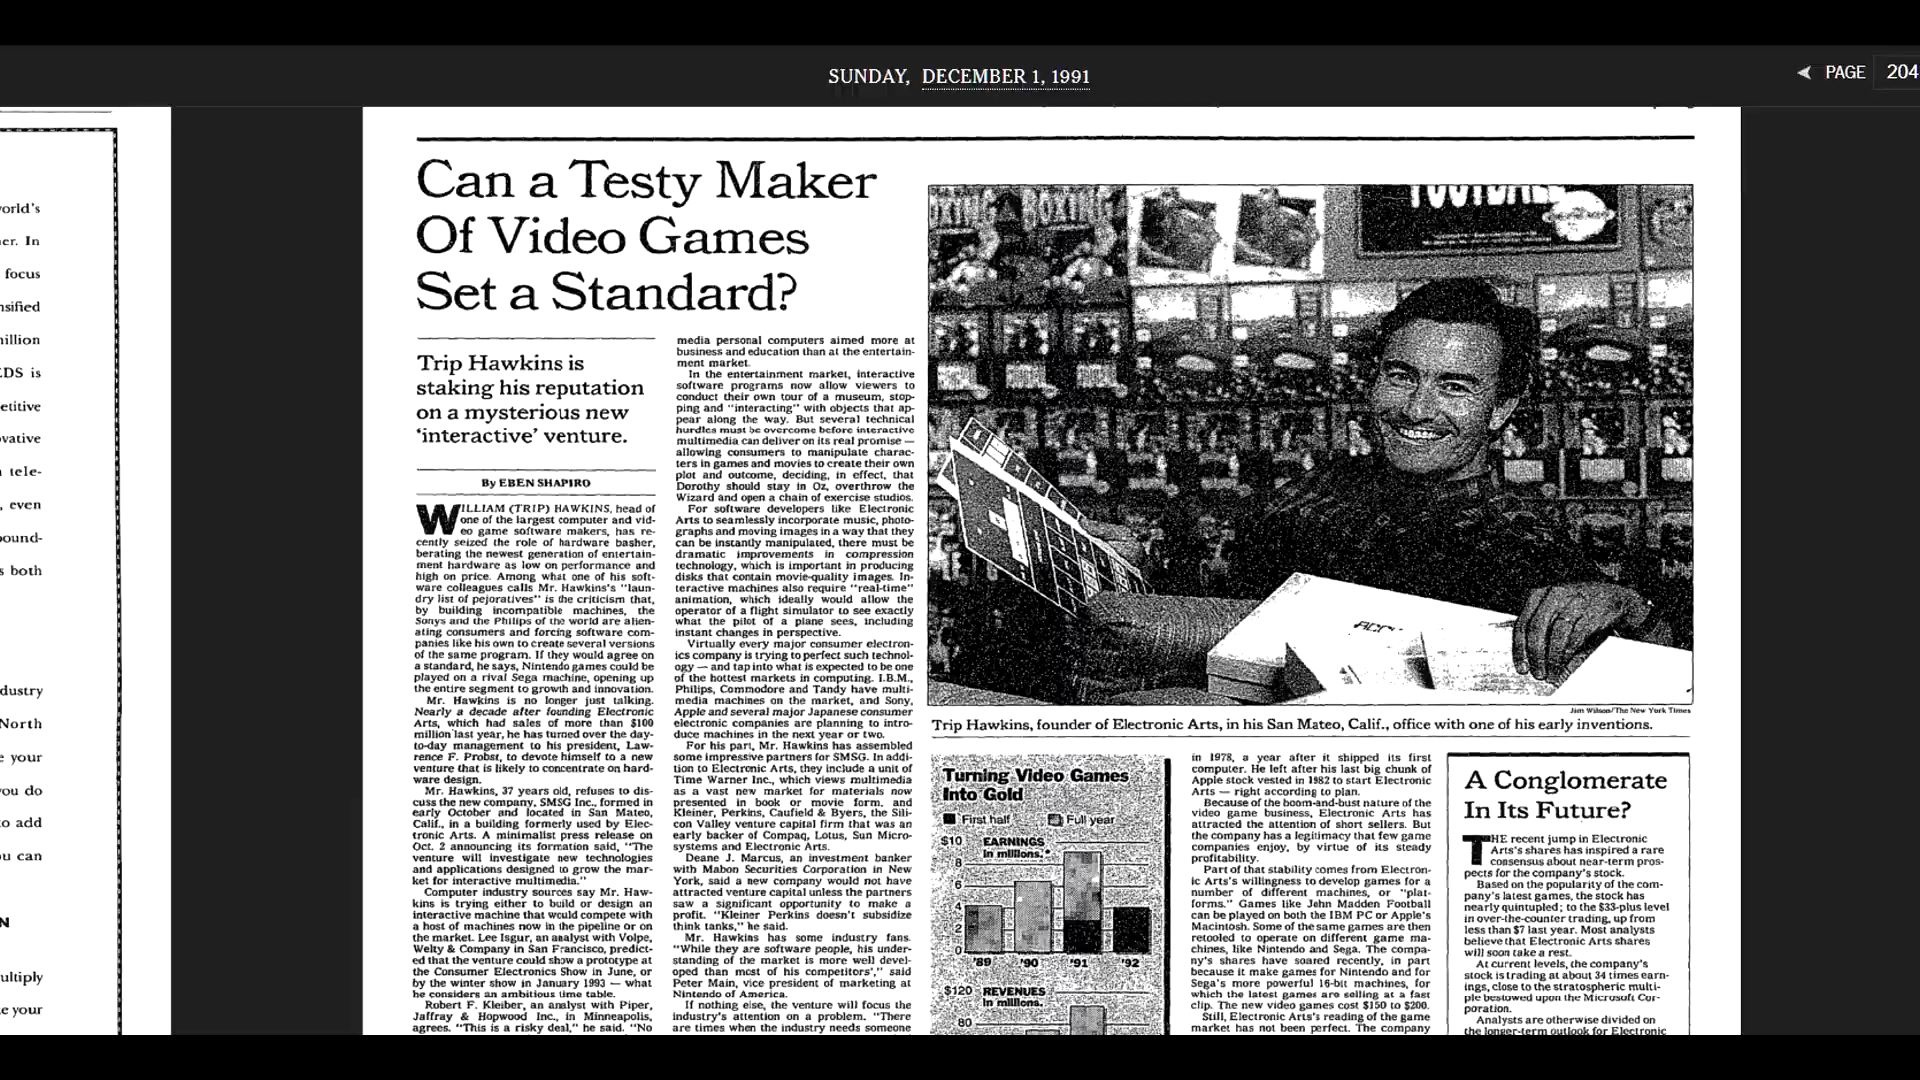 SUNDAY, DECEMBER 1, 1991
PAGE
204
orld's
er. In
focus
nsified
nillion
EDS is
etitive
ovative
tele-
, even
ound-
s both
dustry
North
your
ou do
to add
ou can
N
ultiply
e your
Can a Testy Maker
Of Video Games
Set a Standard?
Trip Hawkins is
staking his reputation
on a mysterious new
'interactive' venture.
By EBEN SHAPIRO
WILLIAM (TRIP) HAWKINS, head of
one of the largest computer and vid-
eo game software makers, has re-
cently seized the role of hardware basher,
berating the newest generation of entertain-
ment hardware as low on performance and
high on price. Among what one of his soft-
ware colleagues calls Mr. Hawkins's "laun-
dry list of pejoratives" is the criticism that,
by building incompatible machines, the
Sonys and the Philips of the world are alien-
ating consumers and forcing software com-
panies like his own to create several versions
of the same program. If they would agree on
a standard, he says, Nintendo games could be
played on a rival Sega machine, opening up
the entire segment to growth and innovation.
Mr. Hawkins is no longer just talking.
Nearly a decade after founding Electronic
Arts, which had sales of more than $100
million last year, he has turned over the day-
to-day management to his president, Law-
rence F. Probst, to devote himself to a new
venture that is likely to concentrate on hard-
ware design.
Mr. Hawkins, 37 years old, refuses to dis-
cuss the new company, SMSG Inc., formed in
early October and located in San Mateo,
Calif., in a building formerly used by Elec-
tronic Arts. A minimalist press release on
Oct. 2 announcing its formation said, "The
venture will investigate new technologies
and applications designed to grow the mar-
ket for interactive multimedia."
Computer industry sources say Mr. Haw-
kins is trying either to build or design an
interactive machine that would compete with
a host of machines now in the pipeline or on
the market. Lee Isgur, an analyst with Volpe,
Welty & Company in San Francisco, predict-
ed that the venture could show a prototype at
the Consumer Electronics Show in June, or
by the winter show in January 1993 — what
he considers an ambitious time table.
Robert F. Kleiber, an analyst with Piper,
Jaffray & Hopwood Inc., in Minneapolis,
agrees. "This is a risky deal," he said. "No
media personal computers aimed more at
business and education than at the entertain-
ment market.
In the entertainment market, interactive
software programs now allow viewers to
conduct their own tour of a museum, stop-
ping and "interacting" with objects that ap-
pear along the way. But several technical
hurdles must be overcome before interactive
multimedia can deliver on its real promise —
allowing consumers to manipulate charac-
ters in games and movies to create their own
plot and outcome, deciding, in effect, that
Dorothy should stay in Oz, overthrow the
Wizard and open a chain of exercise studios.
For software developers like Electronic
Arts to seamlessly incorporate music, photo-
graphs and moving images in a way that they
can be instantly manipulated, there must be
dramatic improvements in compression
technology, which is important in producing
disks that contain movie-quality images. In-
teractive machines also require "real-time"
animation, which ideally would allow the
operator of a flight simulator to see exactly
what the pilot of a plane sees, including
instant changes in perspective.
Virtually every major consumer electron-
ics company is trying to perfect such technol-
ogy — and tap into what is expected to be one
of the hottest markets in computing. I.B.M.,
Philips, Commodore and Tandy have multi-
media machines on the market, and Sony,
Apple and several major Japanese consumer
electronic companies are planning to intro-
duce machines in the next year or two.
For his part, Mr. Hawkins has assembled
some impressive partners for SMSG. In addi-
tion to Electronic Arts, they include a unit of
Time Warner Inc., which views multimedia
as a vast new market for materials now
presented in book or movie form, and
Kleiner, Perkins, Caufield & Byers, the Sili-
con Valley venture capital firm that was an
early backer of Compaq, Lotus, Sun Micro-
systems and Electronic Arts.
Deane J. Marcus, an investment banker
with Mabon Securities Corporation in New
York, said a new company would not have
attracted venture capital unless the partners
saw a significant opportunity to make a
profit. "Kleiner Perkins doesn't subsidize
think tanks," he said.
Mr. Hawkins has some industry fans.
"While they are software people, his under-
standing of the market is more well devel-
oped than most of his competitors'," said
Peter Main, vice president of marketing at
Nintendo of America.
If nothing else, the venture will focus the
industry's attention on a problem. "There
are times when the industry needs someone
BOXING
FOOTBALL
Jim Wilson/The New York Times
Trip Hawkins, founder of Electronic Arts, in his San Mateo, Calif., office with one of his early inventions.
Turning Video Games
Into Gold
First half Full year
$10 EARNINGS
In millions.*
8
6
4
2
0
'89 '90 '91 '92
$120 REVENUES
In millions.
80
in 1978, a year after it shipped its first
computer. He left after his last big chunk of
Apple stock vested in 1982 to start Electronic
Arts — right according to plan.
Because of the boom-and-bust nature of the
video game business, Electronic Arts has
attracted the attention of short sellers. But
the company has a legitimacy that few game
companies enjoy, by virtue of its steady
profitability.
Part of that stability comes from Electron-
ic Arts's willingness to develop games for a
number of different machines, or "plat-
forms." Games like John Madden Football
can be played on both the IBM PC or Apple's
Macintosh. Some of the same games are then
retooled to operate on different game ma-
chines, like Nintendo and Sega. The compa-
ny's shares have soared recently, in part
because it make games for Nintendo and for
Sega's more powerful 16-bit machines, for
which the latest games are selling at a fast
clip. The new video games cost $150 to $200.
Still, Electronic Arts's reading of the game
market has not been perfect. The company
A Conglomerate
In Its Future?
THE recent jump in Electronic
Arts's shares has inspired a rare
consensus about near-term pros-
pects for the company's stock.
Based on the popularity of the com-
pany's latest games, the stock has
nearly quintupled; to the $33-plus level
in over-the-counter trading, up from
less than $7 last year. Most analysts
believe that Electronic Arts shares
will soon take a rest.
At current levels, the company's
stock is trading at about 34 times earn-
ings, close to the stratospheric multi-
ple bestowed upon the Microsoft Cor-
poration.
Analysts are otherwise divided on
the longer-term outlook for Electronic